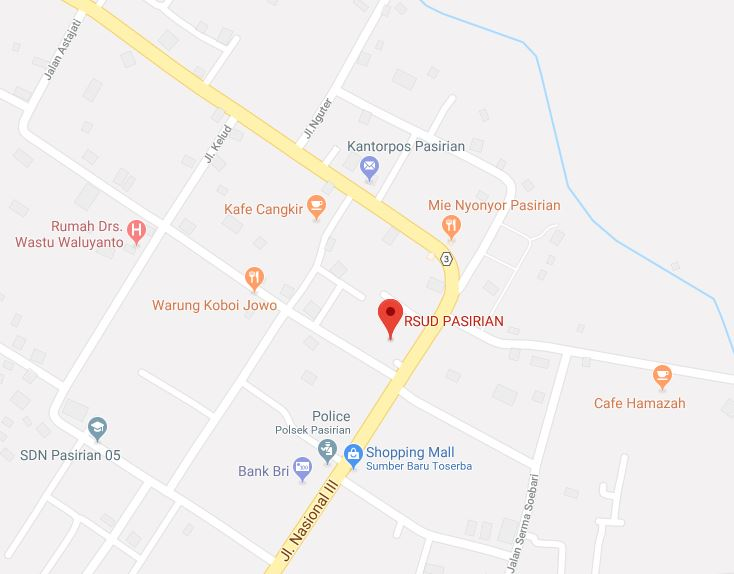 Jalan Astajati
Jl. Kelud
Jl.Nguter
Kantorpos Pasirian
Kafe Cangkir
Mie Nyonyor Pasirian
Rumah Drs.
Wastu Waluyanto
3
Warung Koboi Jowo
RSUD PASIRIAN
Cafe Hamazah
Police
Polsek Pasirian
SDN Pasirian 05
Shopping Mall
Sumber Baru Toserba
Bank Bri
Jl. Nasional III
Jalan Serma Soebari